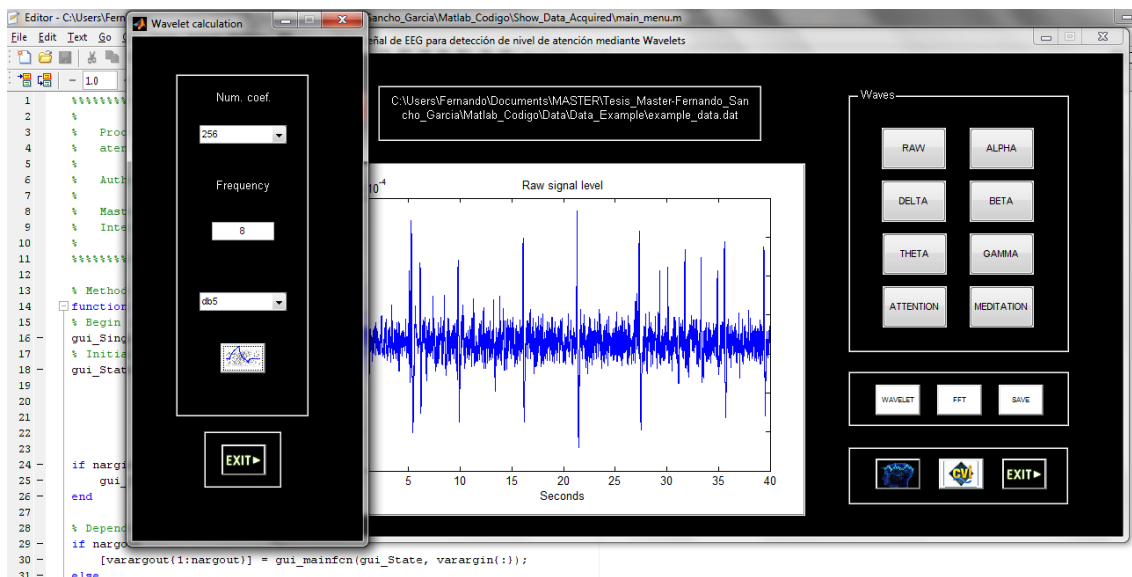 Editor - C:\Users\Fern
Sancho_Garcia\Matlab_Codigo\Show_Data_Acquired\main_menu.m
File Edit Text Go
1.0
1 %%%%%%%%
2 %
3 % Prod
4 % aten
5 %
6 % Auth
7 %
8 % Mast
9 % Inte
10 %
11 %%%%%%%%
12
13 % Method
14 function
15 % Begin
16 gui_Sing
17 % Initia
18 gui_Stat
19
20
21
22
23
24 if nargi
25 gui_
26 end
27
28 % Depend
29 if nargo
30 [varargout{1:nargout}] = gui_mainfcn(gui_State, varargin{:});
31 else
Wavelet calculation
Num. coef.
256
Frequency
8
db5
EXIT
eñal de EEG para detección de nivel de atención mediante Wavelets
C:\Users\Fernando\Documents\MASTER\Tesis_Master-Fernando_San
cho_Garcia\Matlab_Codigo\Data\Data_Example\example_data.dat
10-4
Raw signal level
5 10 15 20 25 30 35 40
Seconds
Waves
RAW ALPHA
DELTA BETA
THETA GAMMA
ATTENTION MEDITATION
WAVELET FFT SAVE
CVI EXIT